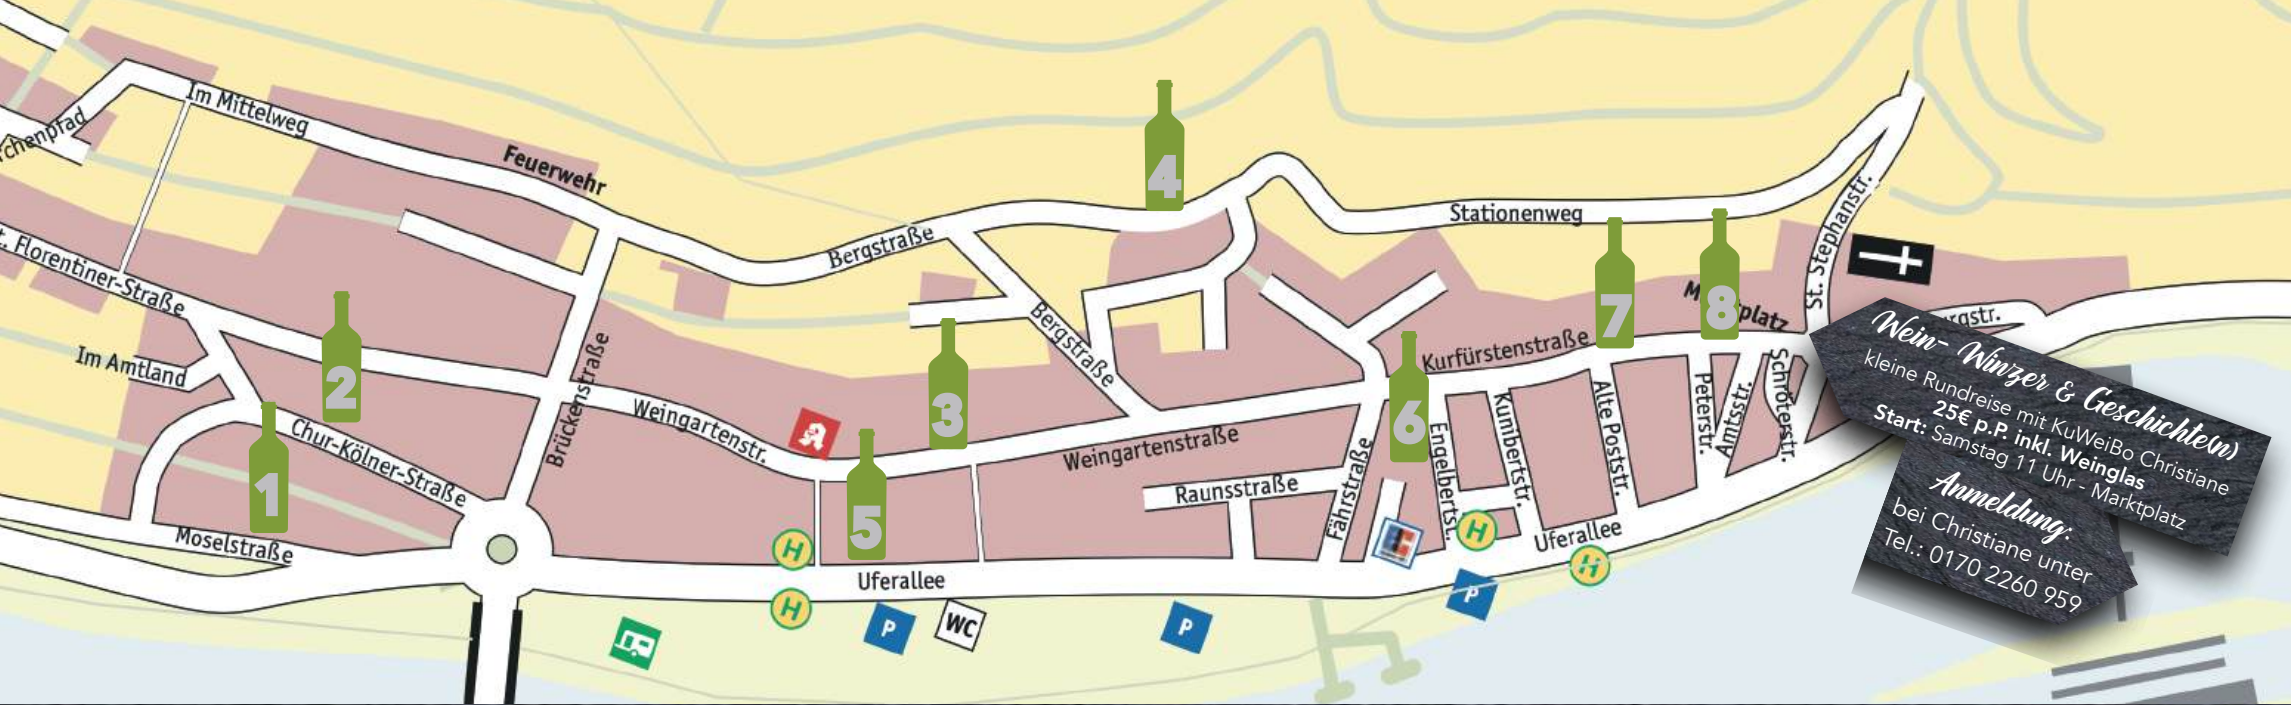 Im Mittelweg
Feuerwehr
Florentiner-Straße
Im Amtland
Chur-Kölner-Straße
Moselstraße
Brückenstraße
Bergstraße
Bergstraße
Weingartenstr.
Weingartenstraße
Raunsstraße
Fährstraße
Uferallee
Uferallee
Stationenweg
Kurfürstenstraße
Engelbertst
Kunibertstr.
Alte Poststr.
Peterstr.
Amtsstr.
Schröterstr.
St. Stephanstr.
1
2
3
4
5
6
7
8
A
H
H
H
H
P
P
P
WC
Wein- Winzer & Geschichte(n)
kleine Rundreise mit KuWeiBo Christiane
25€ p.P. inkl. Weinglas
Start: Samstag 11 Uhr - Marktplatz
Anmeldung:
bei Christiane unter
Tel.: 0170 2260 959